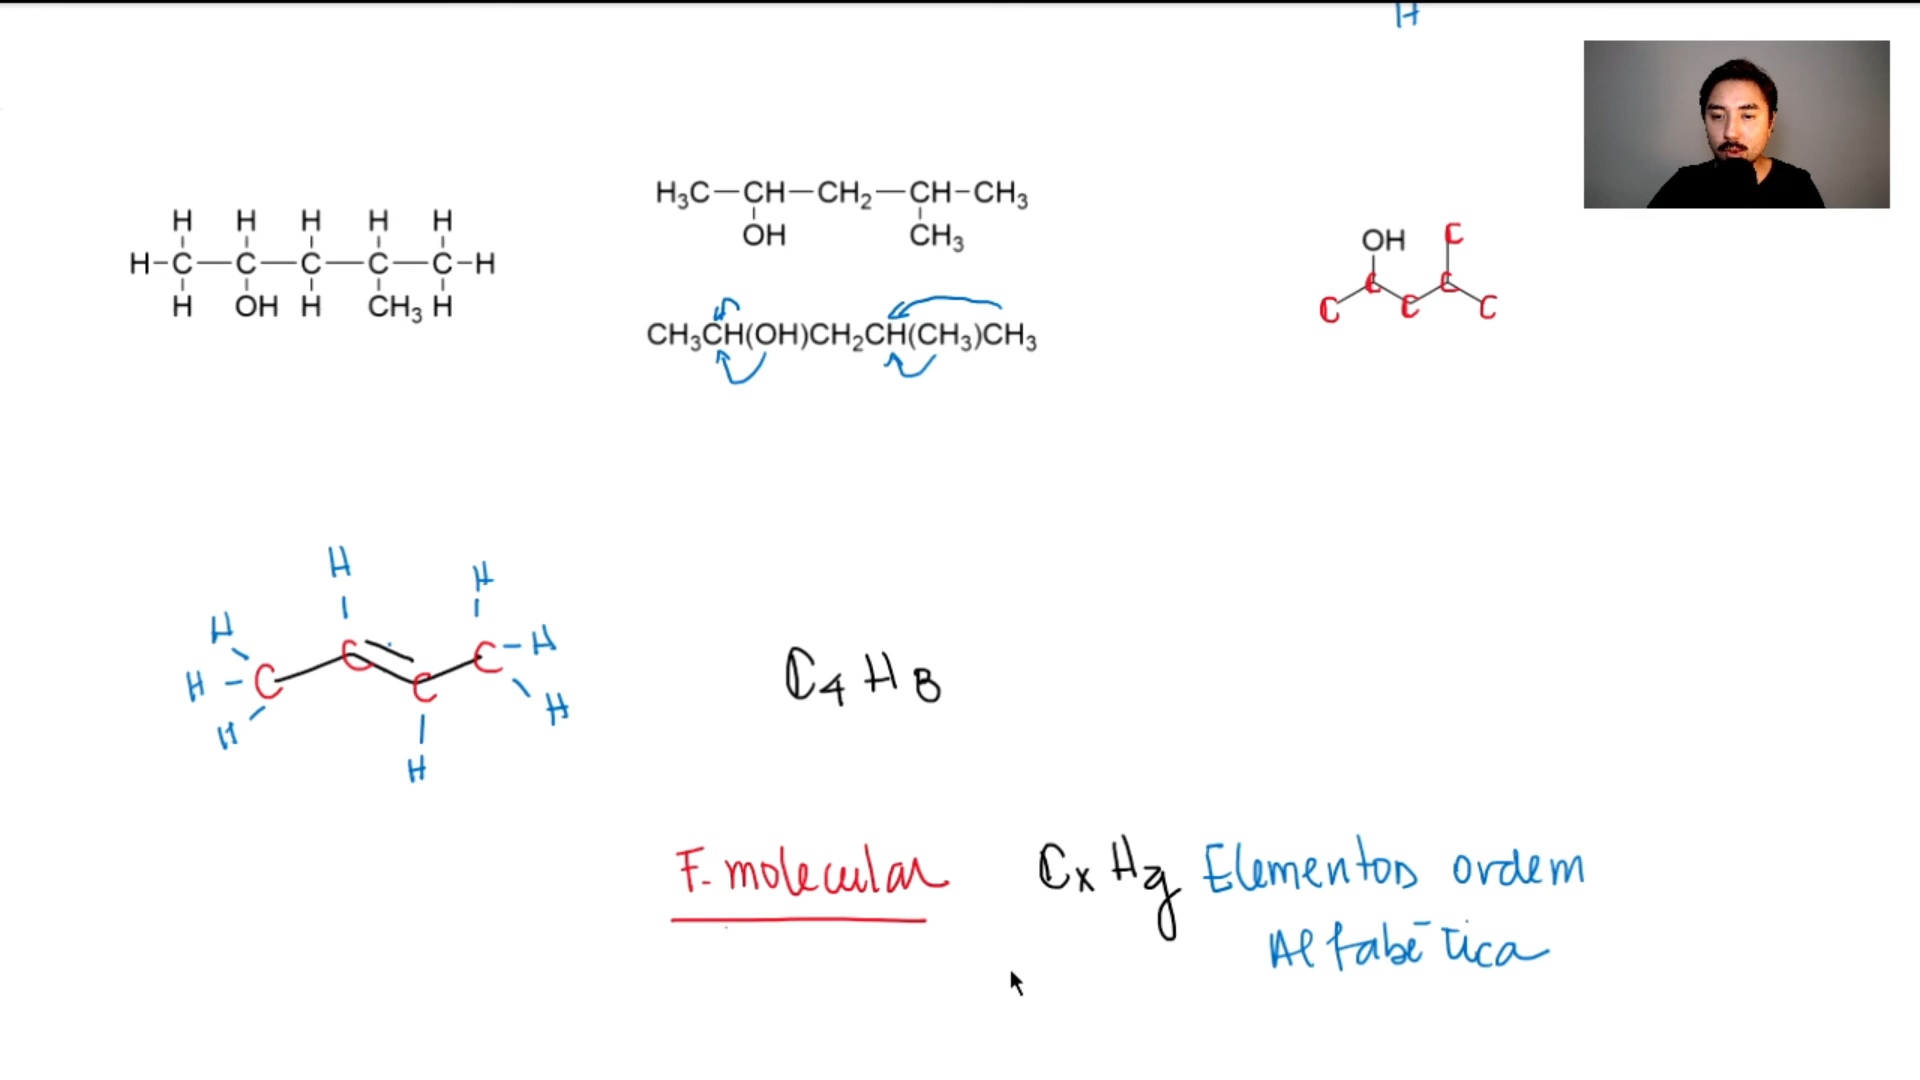 H
H H H H H
H-C-C-C-C-C-H
H OH H CH₃ H
H₃C-CH-CH₂-CH-CH₃
OH CH₃
CH₃CH(OH)CH₂CH(CH₃)CH₃
OH C
C C C C
C
H H
H H
H C C C C H
H H
H
C₄H₈
F. molecular CxHy Elementos ordem
Alfabética